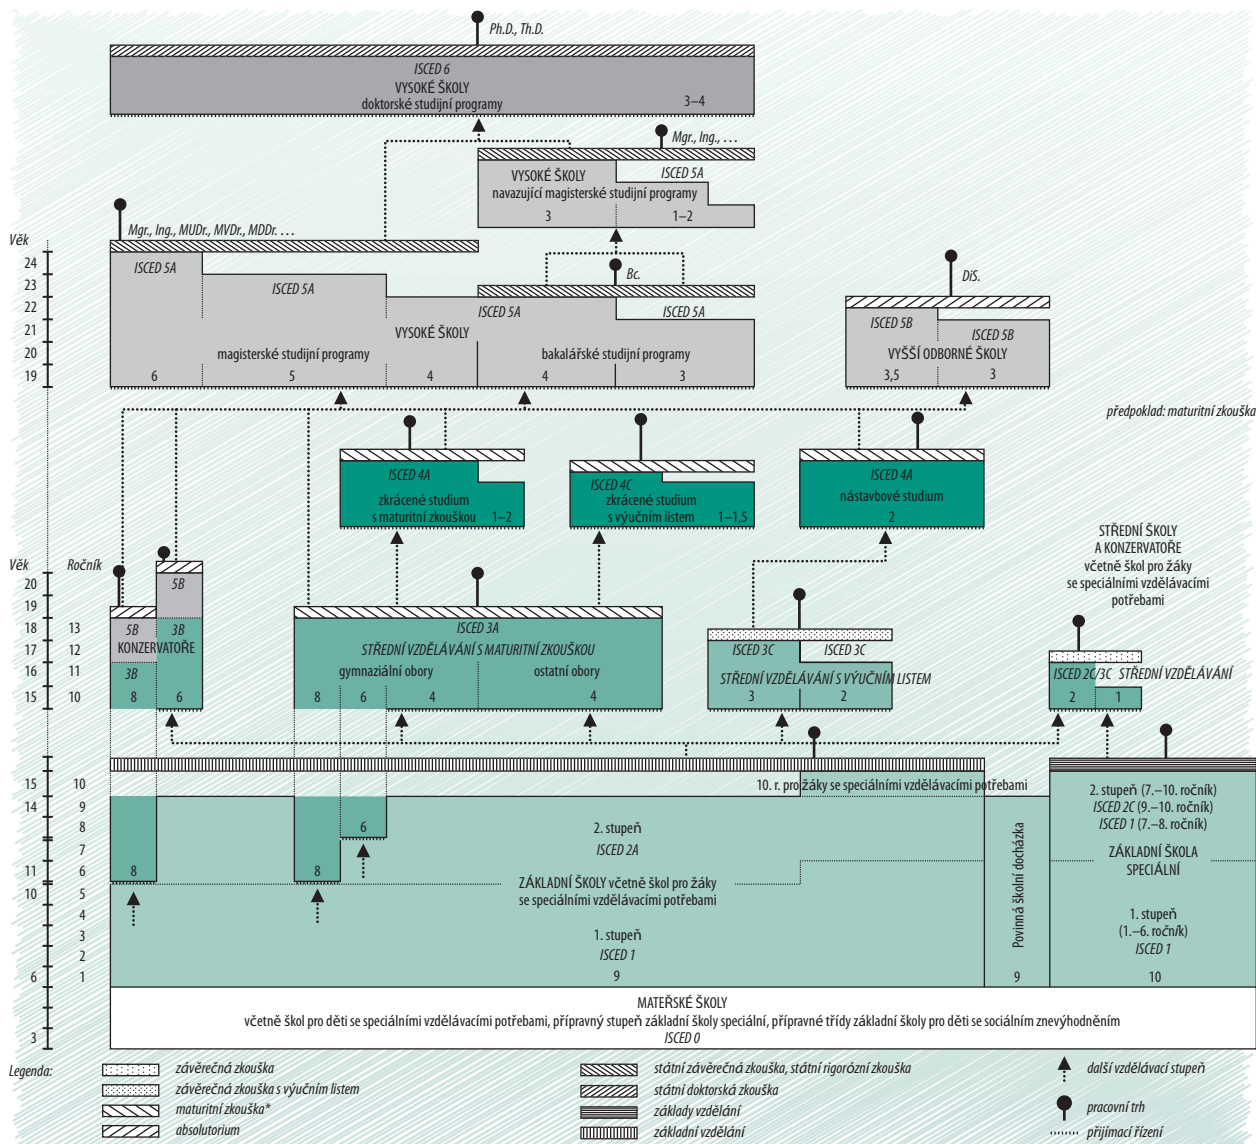 Ph.D., Th.D.
ISCED 6
VYSOKÉ ŠKOLY
doktorské studijní programy
3–4
Mgr., Ing., …
VYSOKÉ ŠKOLY
ISCED 5A
navazující magisterské studijní programy
3
1–2
Mgr., Ing., MUDr., MVDr., MDDr. …
Věk
24
23
22
21
20
19
ISCED 5A
ISCED 5A
Bc.
ISCED 5A
ISCED 5A
VYSOKÉ ŠKOLY
magisterské studijní programy
bakalářské studijní programy
6
5
4
4
3
DiS.
ISCED 5B
ISCED 5B
VYŠŠÍ ODBORNÉ ŠKOLY
3,5
3
předpoklad: maturitní zkouška
ISCED 4A
zkrácené studium
s maturitní zkouškou
1–2
ISCED 4C
zkrácené studium
s výučním listem
1–1,5
ISCED 4A
nástavbové studium
2
STŘEDNÍ ŠKOLY
A KONZERVATOŘE
včetně škol pro žáky
se speciálními vzdělávacími
potřebami
Věk
Ročník
20
19
18 13
17 12
16 11
15 10
5B
5B
3B
KONZERVATOŘE
3B
8
6
ISCED 3A
STŘEDNÍ VZDĚLÁVÁNÍ S MATURITNÍ ZKOUŠKOU
gymnaziální obory
ostatní obory
8
6
4
4
ISCED 3C
ISCED 3C
STŘEDNÍ VZDĚLÁVÁNÍ S VÝUČNÍM LISTEM
3
2
ISCED 2C/3C STŘEDNÍ VZDĚLÁVÁNÍ
2
1
15 10
14 9
8
7
11 6
10 5
4
3
2
6 1
3
10. r. pro žáky se speciálními vzdělávacími potřebami
8
8
6
2. stupeň
ISCED 2A
ZÁKLADNÍ ŠKOLY včetně škol pro žáky
se speciálními vzdělávacími potřebami
1. stupeň
ISCED 1
9
Povinná školní docházka
9
2. stupeň (7.–10. ročník)
ISCED 2C (9.–10. ročník)
ISCED 1 (7.–8. ročník)
ZÁKLADNÍ ŠKOLA
SPECIÁLNÍ
1. stupeň
(1.–6. ročník)
ISCED 1
10
MATEŘSKÉ ŠKOLY
včetně škol pro děti se speciálními vzdělávacími potřebami, přípravný stupeň základní školy speciální, přípravné třídy základní školy pro děti se sociálním znevýhodněním
ISCED 0
Legenda:
závěrečná zkouška
závěrečná zkouška s výučním listem
maturitní zkouška*
absolutorium
státní závěrečná zkouška, státní rigorózní zkouška
státní doktorská zkouška
základy vzdělání
základní vzdělání
další vzdělávací stupeň
pracovní trh
přijímací řízení